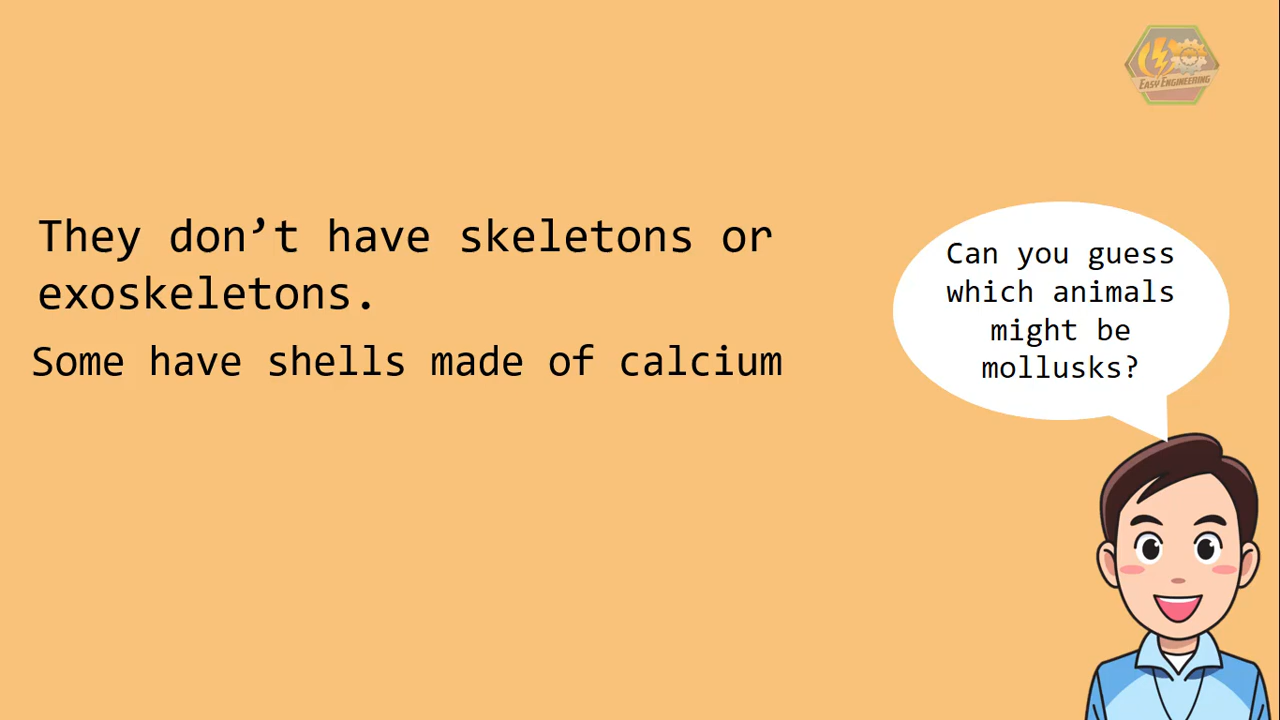 EASY ENGINEERING
They don’t have skeletons or
exoskeletons.
Some have shells made of calcium
Can you guess
which animals
might be
mollusks?